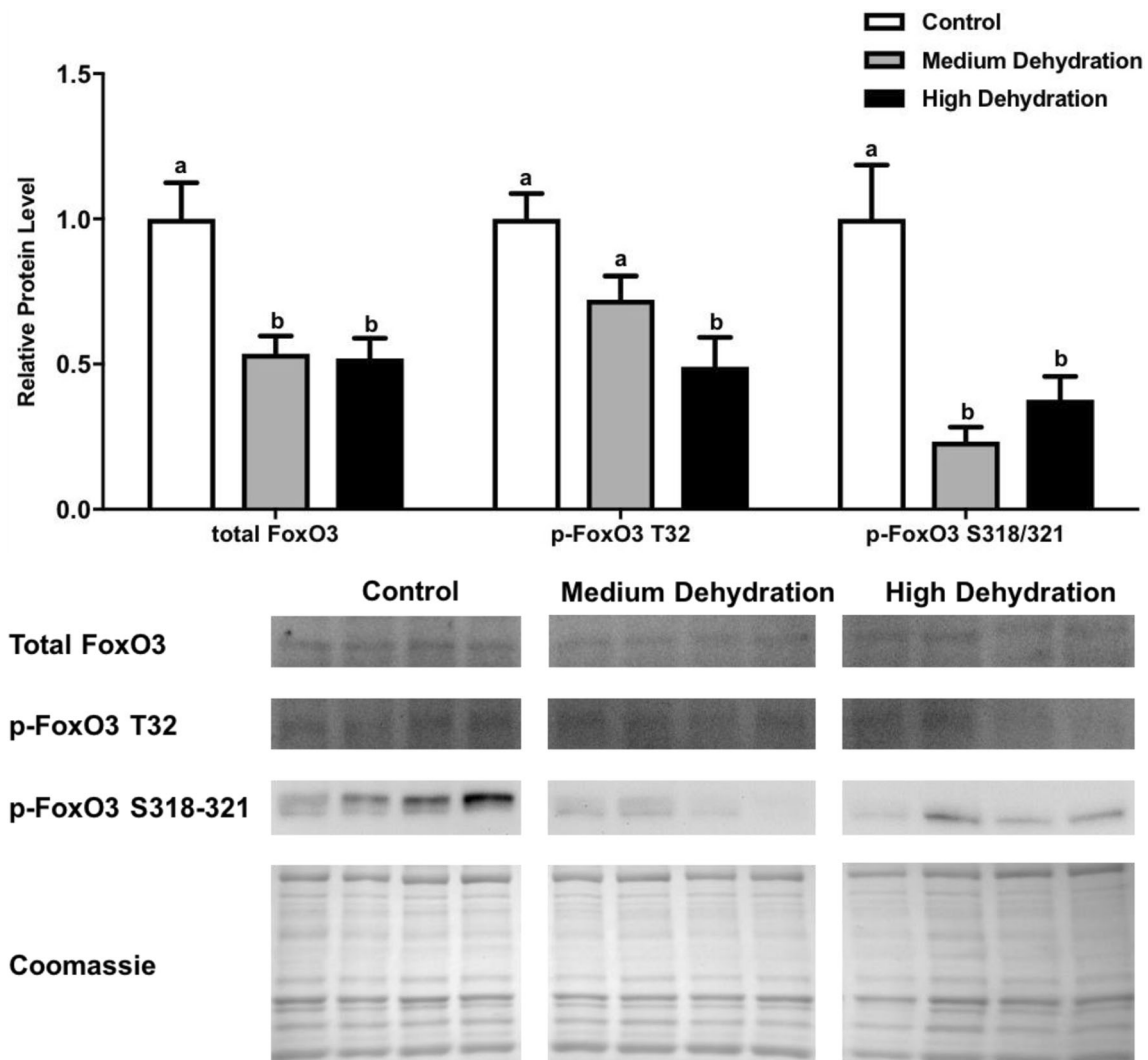 Control
Medium Dehydration
High Dehydration
Relative Protein Level
1.5
1.0
0.5
0.0
a
b
b
a
a
b
a
b
b
total FoxO3
p-FoxO3 T32
p-FoxO3 S318/321
Control
Medium Dehydration
High Dehydration
Total FoxO3
p-FoxO3 T32
p-FoxO3 S318-321
Coomassie